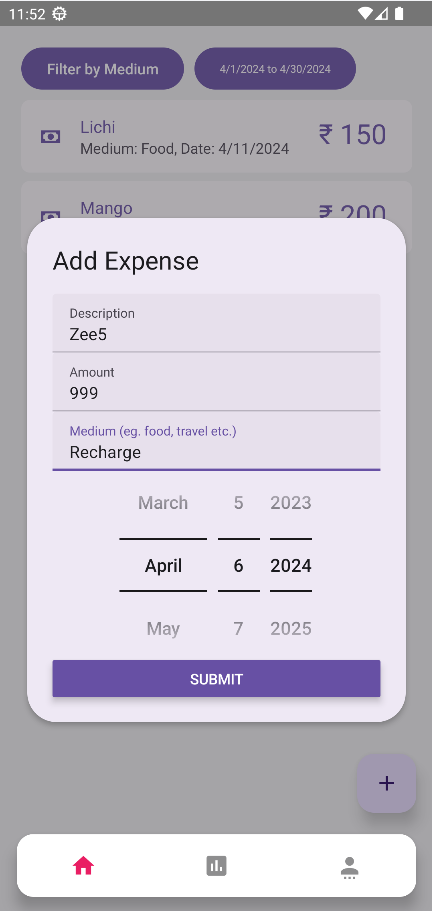 11:52
Filter by Medium
4/1/2024 to 4/30/2024
Lichi
₹ 150
Medium: Food, Date: 4/11/2024
Mango
₹ 200
Add Expense
Description
Zee5
Amount
999
Medium (eg. food, travel etc.)
Recharge
March 5 2023
April 6 2024
May 7 2025
SUBMIT
+